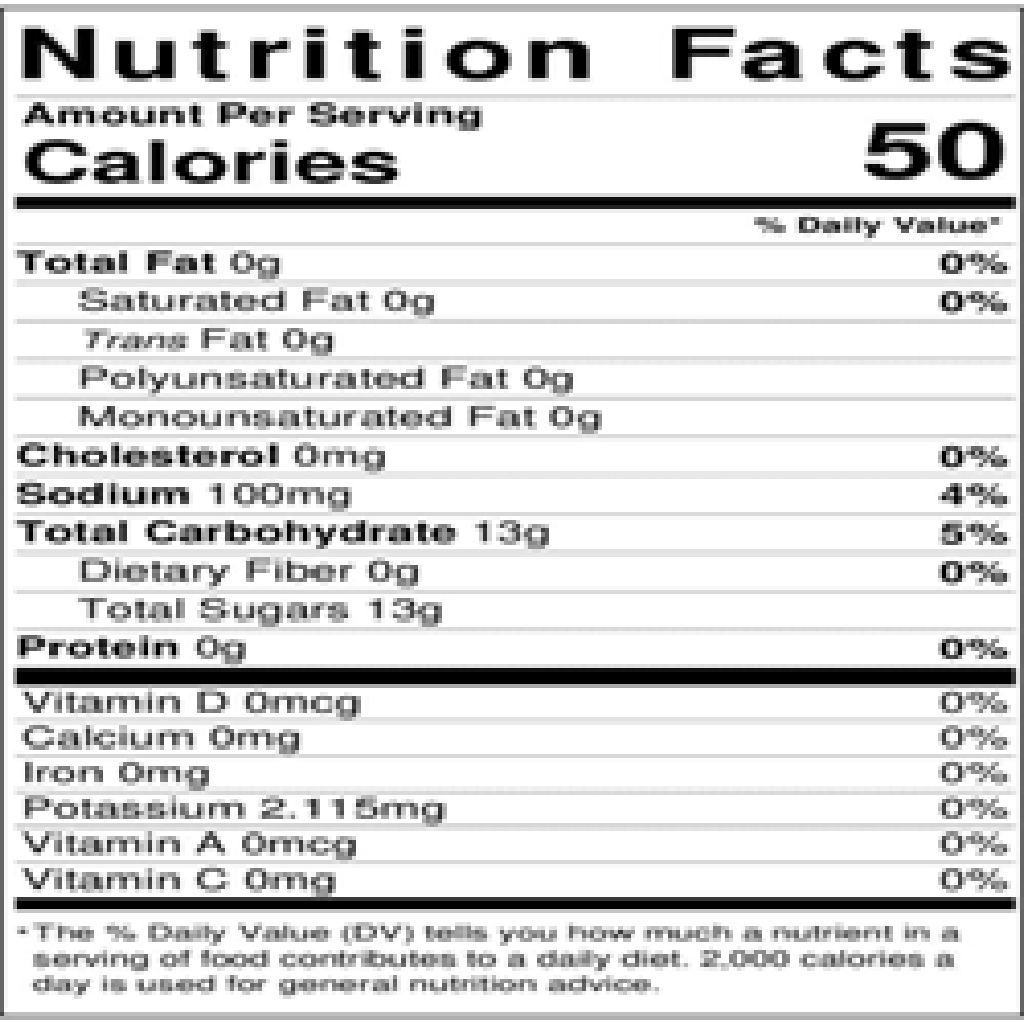 Nutrition Facts
Amount Per Serving
Calories 50
% Daily Value*
Total Fat 0g 0%
Saturated Fat 0g 0%
Trans Fat 0g
Polyunsaturated Fat 0g
Monounsaturated Fat 0g
Cholesterol 0mg 0%
Sodium 100mg 4%
Total Carbohydrate 13g 5%
Dietary Fiber 0g 0%
Total Sugars 13g
Protein 0g 0%
Vitamin D 0mcg 0%
Calcium 0mg 0%
Iron 0mg 0%
Potassium 2.115mg 0%
Vitamin A 0mcg 0%
Vitamin C 0mg 0%
*The % Daily Value (DV) tells you how much a nutrient in a
serving of food contributes to a daily diet. 2,000 calories a
day is used for general nutrition advice.